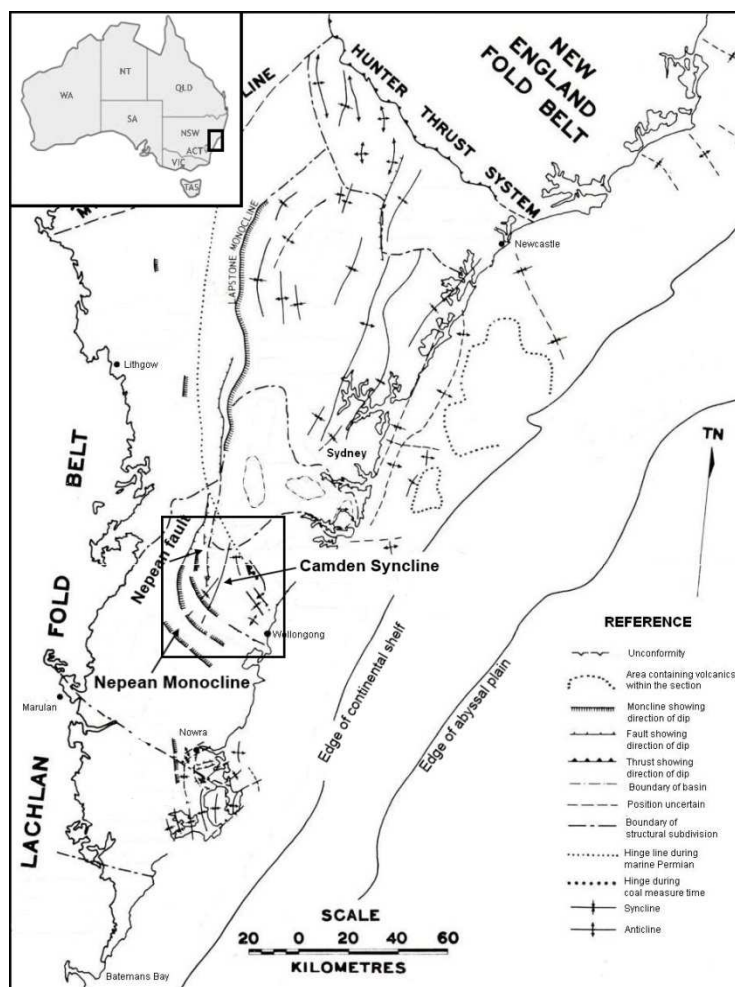 NT
WA
QLD
SA
NSW
ACT
VIC
TAS
LINE
HUNTER THRUST SYSTEM
NEW
ENGLAND
FOLD BELT
LAPSTONE MONOCLINE
Newcastle
Lithgow
Sydney
TN
BELT
FOLD
LACHLAN
Nepean fault
Camden Syncline
Wollongong
Nepean Monocline
Marulan
Nowra
Edge of continental shelf
Edge of abyssal plain
REFERENCE
Unconformity
Area containing volcanics
within the section
Moncline showing
direction of dip
Fault showing
direction of dip
Thrust showing
direction of dip
Boundary of basin
Position uncertain
Boundary of
structural subdivision
Hinge line during
marine Permian
Hinge during
coal measure time
Syncline
Anticline
SCALE
20 0 20 40 60
KILOMETRES
Batemans Bay